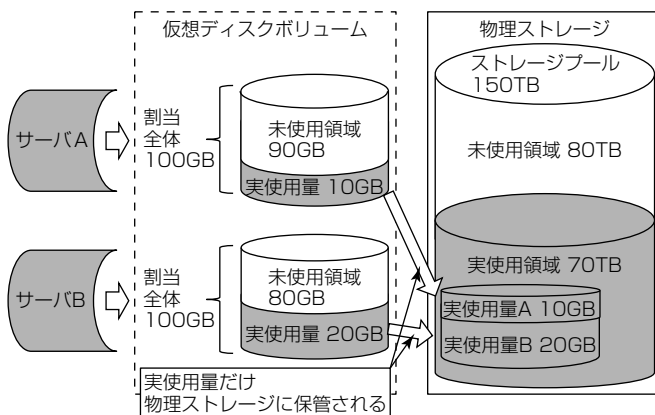 仮想ディスクボリューム
物理ストレージ
ストレージプール
150TB
サーバA
割当
全体
100GB
未使用領域
90GB
実使用量 10GB
未使用領域 80TB
サーバB
割当
全体
100GB
未使用領域
80GB
実使用量 20GB
実使用領域 70TB
実使用量A 10GB
実使用量B 20GB
実使用量だけ
物理ストレージに保管される